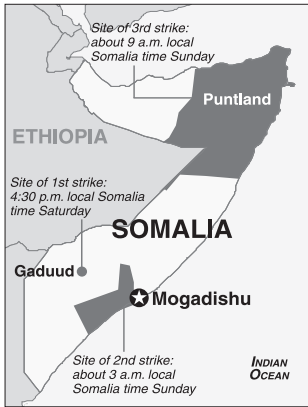 Site of 3rd strike:
about 9 a.m. local
Somalia time Sunday
Puntland
ETHIOPIA
Site of 1st strike:
4:30 p.m. local Somalia
time Saturday
SOMALIA
Gaduud
Mogadishu
Site of 2nd strike:
about 3 a.m. local
Somalia time Sunday
INDIAN
OCEAN